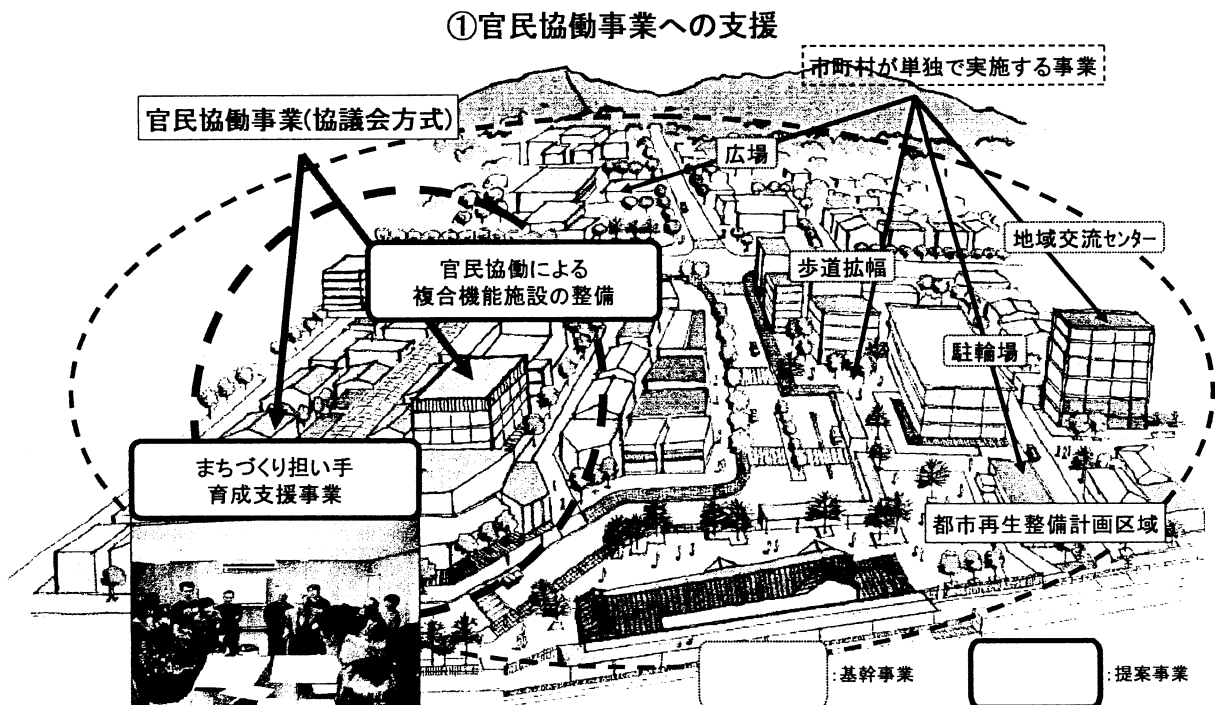 ①官民協働事業への支援
市町村が単独で実施する事業
官民協働事業(協議会方式)
広場
地域交流センター
官民協働による
複合機能施設の整備
歩道拡幅
駐輪場
まちづくり担い手
育成支援事業
都市再生整備計画区域
:基幹事業
:提案事業